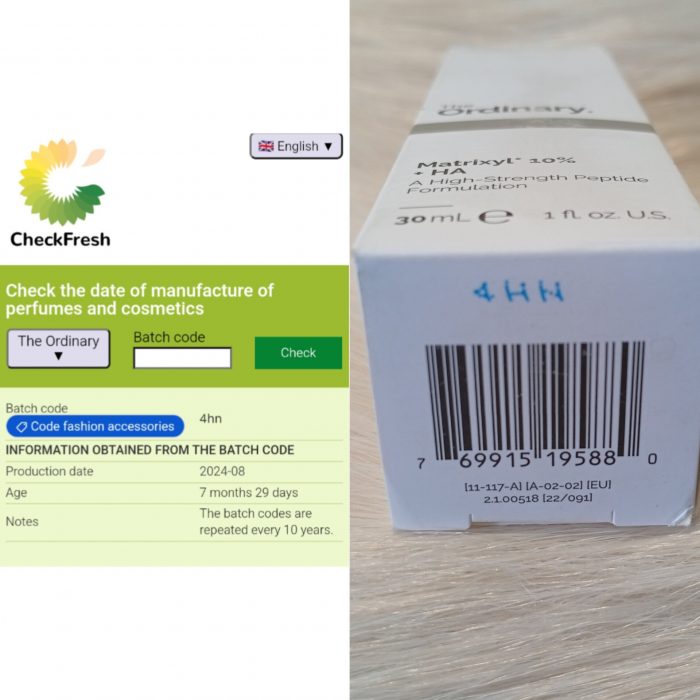 🇬🇧 English ▼
CheckFresh
Check the date of manufacture of
perfumes and cosmetics
The Ordinary
▼
Batch code
Check
Batch code
Code fashion accessories
4hn
INFORMATION OBTAINED FROM THE BATCH CODE
Production date 2024-08
Age 7 months 29 days
Notes The batch codes are
repeated every 10 years.
The
Ordinary.
Matrixyl™ 10%
+ HA
A High-Strength Peptide
Formulation
30 mL ℮ 1 fl. oz. U.S.
4HN
7 69915 19588 0
[11-117-A] [A-02-02] [EU]
2.1.00518 [22/091]